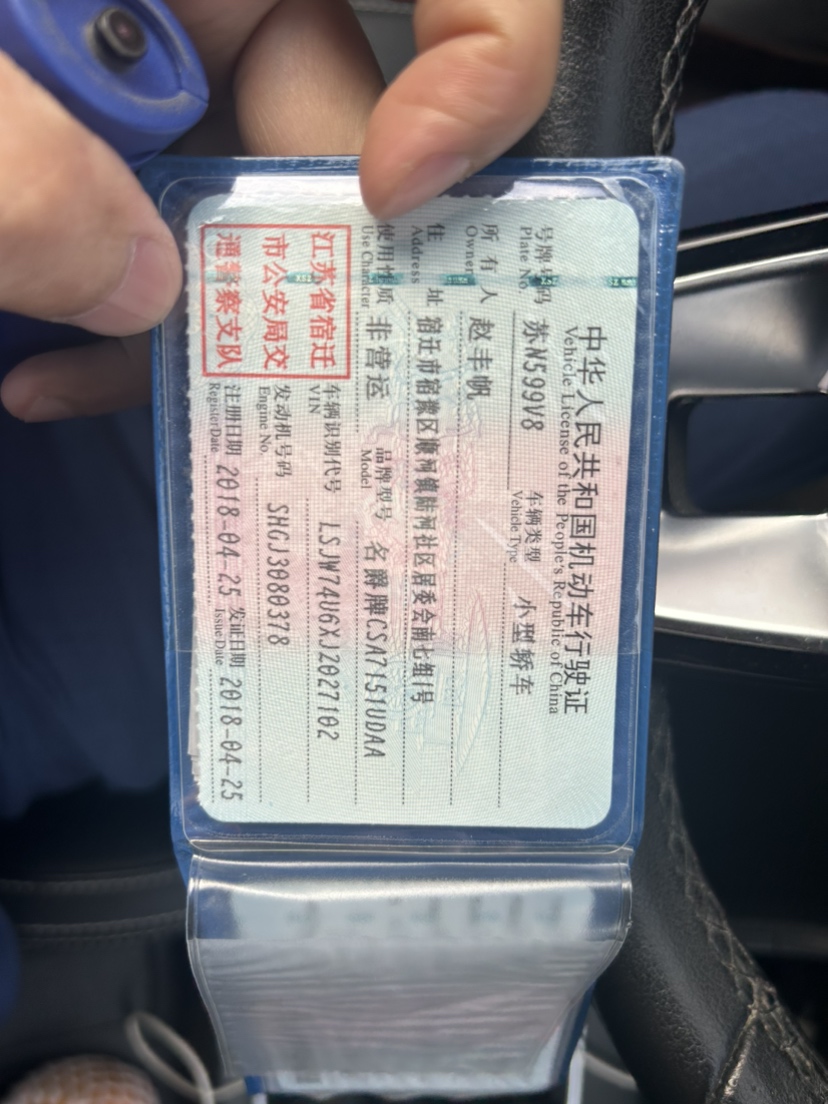 中华人民共和国机动车行驶证
Vehicle License of the People's Republic of China
号牌号码 苏N599V8 车辆类型 小型轿车
Plate No. Vehicle Type
所有人 赵丰帆
Owner
住址 宿迁市宿豫区顺河镇陆河社区居委会南七组1号
Address
使用性质 非营运 品牌型号 名爵牌CSA7151UDAA
Use Character Model
江苏省宿迁
市公安局交
通警察支队
车辆识别代号 LSJW74U6XJ2027102
VIN
发动机号码 SHGJ3080378
Engine No.
注册日期 2018-04-25 发证日期 2018-04-25
Register Date Issue Date